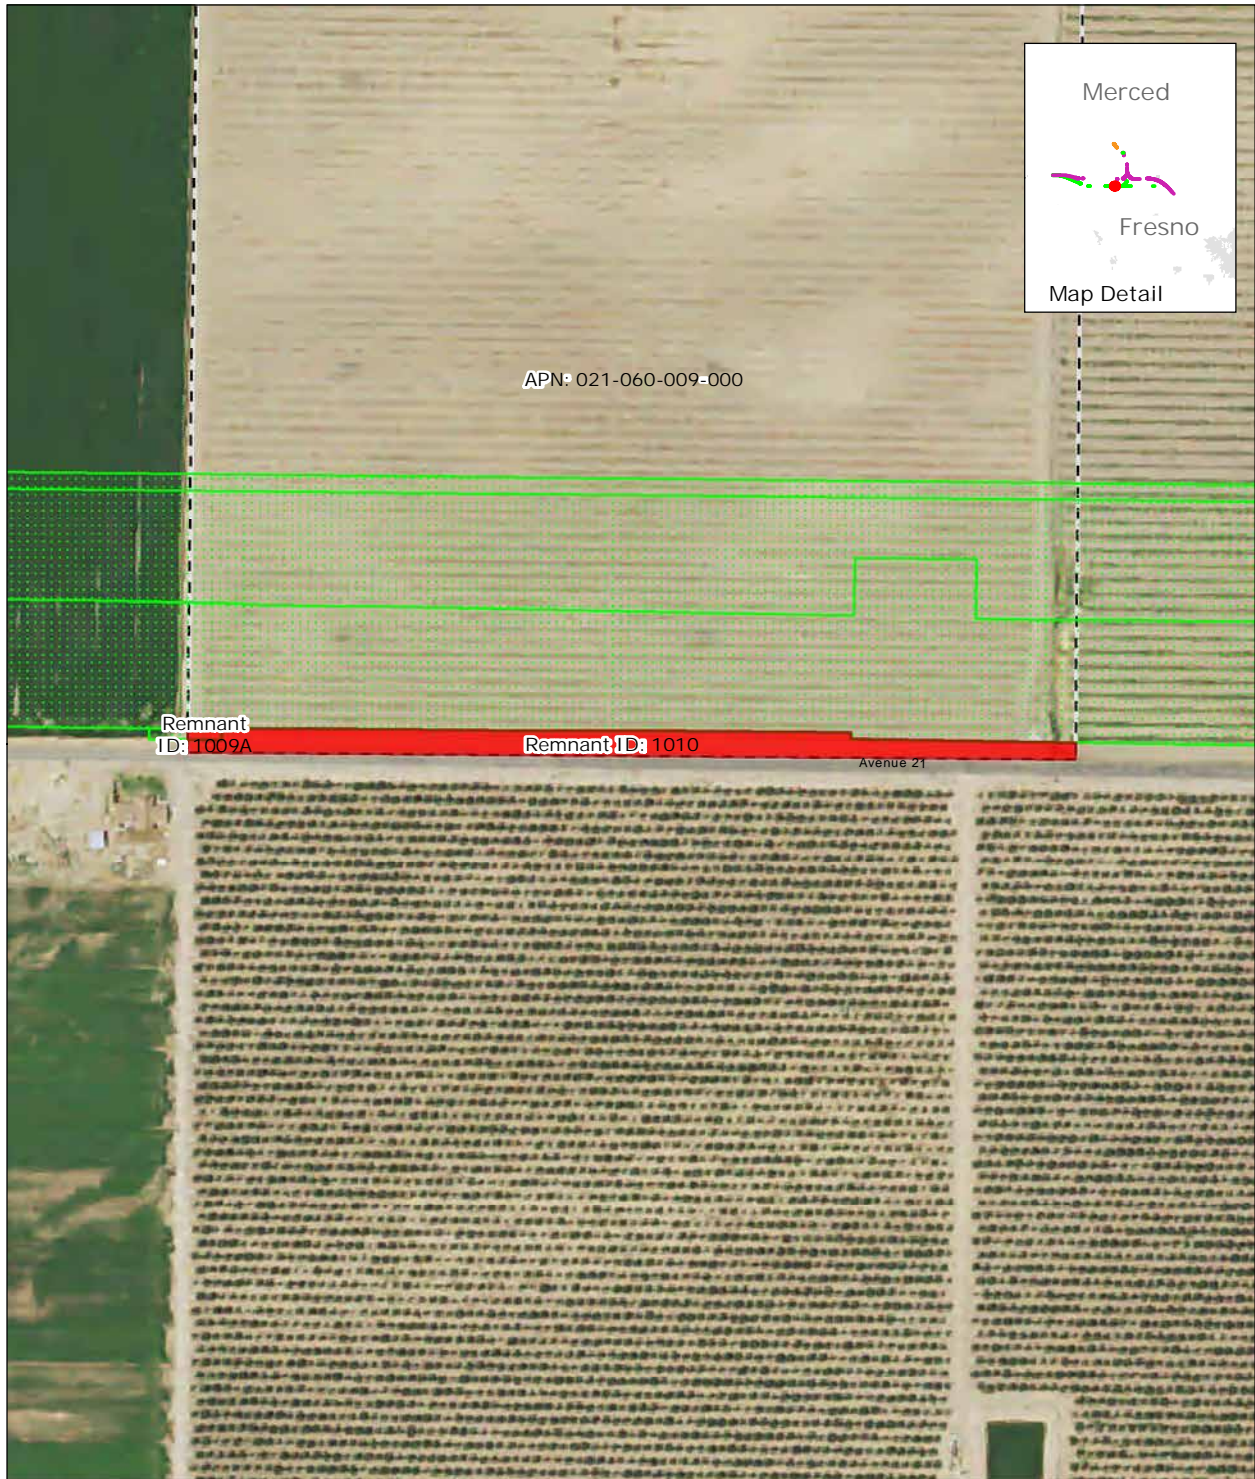 Merced
Fresno
Map Detail
APN: 021-060-009-000
Remnant
ID: 1009A
Remnant ID: 1010
Avenue 21